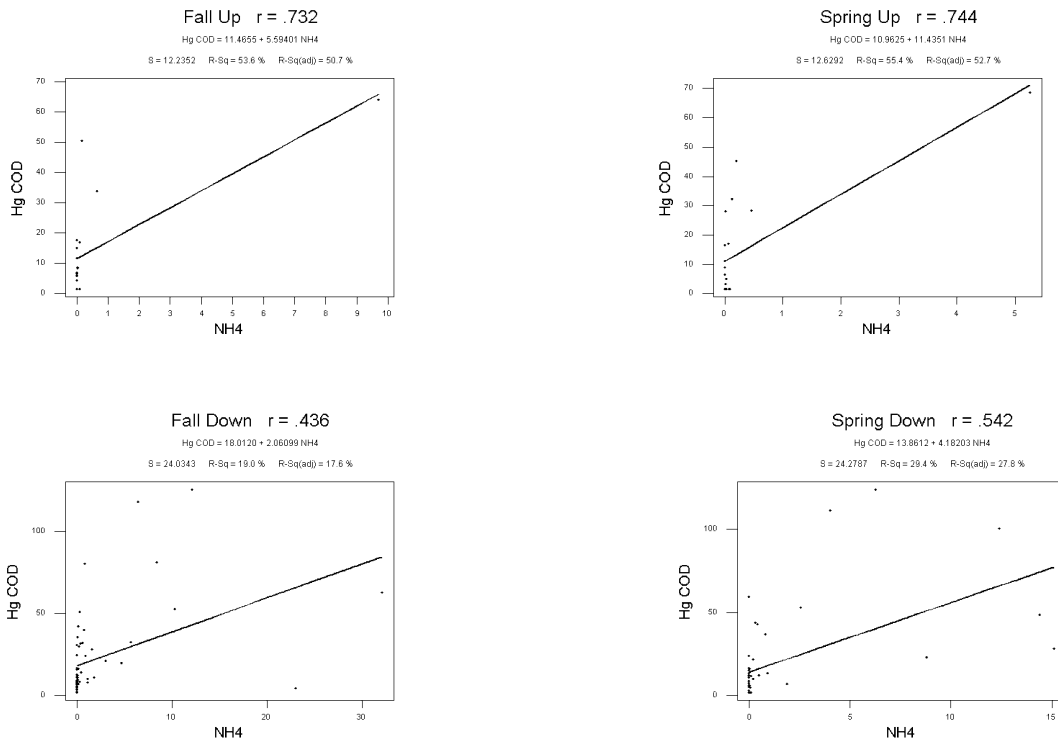 Fall Up r = .732
Hg COD = 11.4655 + 5.59401 NH4
S = 12.2352 R-Sq = 53.6 % R-Sq(adj) = 50.7 %
70
60
50
40
30
20
10
0
Hg COD
0 1 2 3 4 5 6 7 8 9 10
NH4
Spring Up r = .744
Hg COD = 10.9625 + 11.4351 NH4
S = 12.6292 R-Sq = 55.4 % R-Sq(adj) = 52.7 %
70
60
50
40
30
20
10
0
Hg COD
0 1 2 3 4 5
NH4
Fall Down r = .436
Hg COD = 18.0120 + 2.06099 NH4
S = 24.0343 R-Sq = 19.0 % R-Sq(adj) = 17.6 %
100
50
0
Hg COD
0 10 20 30
NH4
Spring Down r = .542
Hg COD = 13.8612 + 4.18203 NH4
S = 24.2787 R-Sq = 29.4 % R-Sq(adj) = 27.8 %
100
50
0
Hg COD
0 5 10 15
NH4